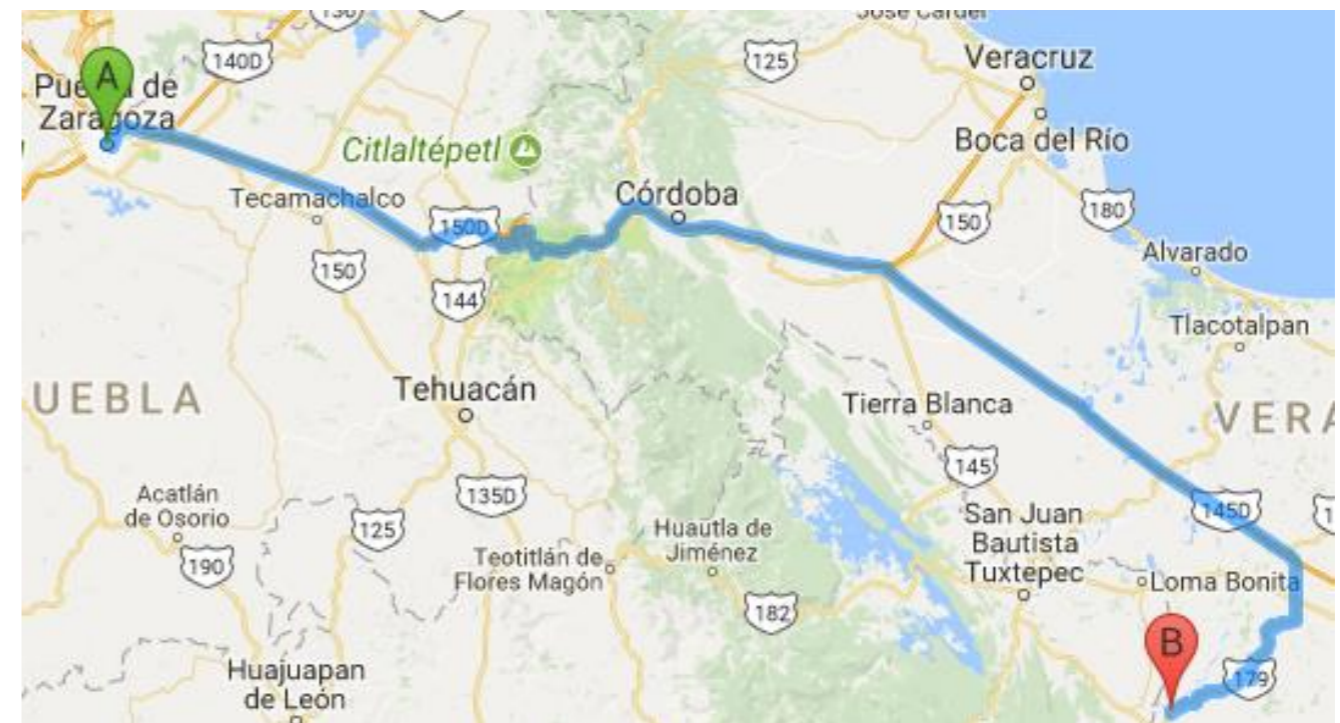 140D
125
Veracruz
A
Zaragoza
Boca del Río
Citlaltépetl
Tecamachalco
Córdoba
150D
150
180
Alvarado
150
144
Tlacotalpan
UEBLA
Tehuacán
Tierra Blanca
VERA
145
135D
Acatlán
de Osorio
125
145D
San Juan
Bautista
Tuxtepec
Huautla de
Jiménez
Teotitlán de
Flores Magón
190
Loma Bonita
182
B
Huajuapan
de León
179